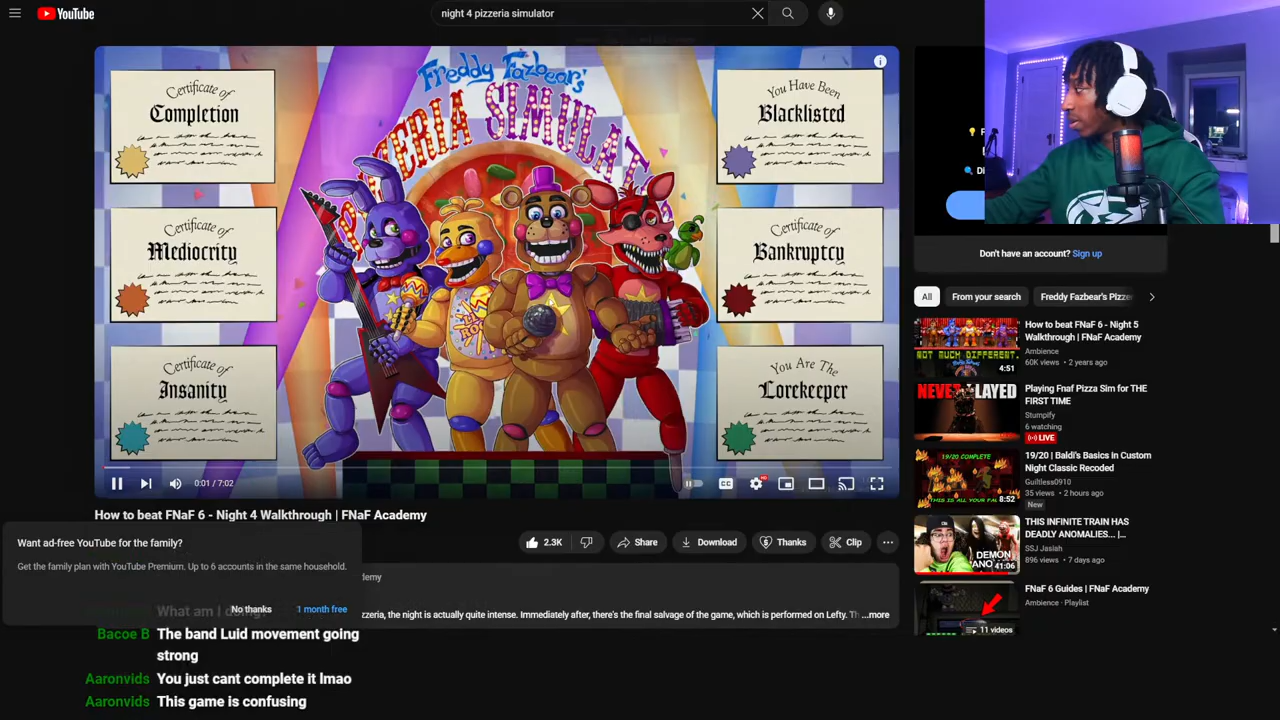 YouTube
night 4 pizzeria simulator
Certificate of
Completion
Freddy Fazbear's
You Have Been
Blacklisted
Certificate of
Mediocrity
Certificate of
Bankruptcy
Certificate of
Insanity
You Are The
Lorekeeper
0:01 / 7:02
CC
HD
How to beat FNaF 6 - Night 4 Walkthrough | FNaF Academy
2.3K
Share
Download
Thanks
Clip
Want ad-free YouTube for the family?
Get the family plan with YouTube Premium. Up to 6 accounts in the same household.
No thanks
1 month free
zzeria, the night is actually quite intense. Immediately after, there's the final salvage of the game, which is performed on Lefty.
...more
What am I doing
Bacoe B The band Luid movement going
strong
Aaronvids You just cant complete it lmao
Aaronvids This game is confusing
Don't have an account? Sign up
All
From your search
Freddy Fazbear's Pizze
NOT MUCH DIFFERENT.
4:51
How to beat FNaF 6 - Night 5
Walkthrough | FNaF Academy
Ambience
60K views • 2 years ago
Playing Fnaf Pizza Sim for THE
FIRST TIME
Stumpify
6 watching
LIVE
19/20 COMPLETE
8:52
19/20 | Baldi's Basics In Custom
Night Classic Recoded
Guiltless0910
35 views • 2 hours ago
New
DEMON
41:06
THIS INFINITE TRAIN HAS
DEADLY ANOMALIES... |...
SSJ Jasiah
896 views • 7 days ago
11 videos
FNaF 6 Guides | FNaF Academy
Ambience • Playlist